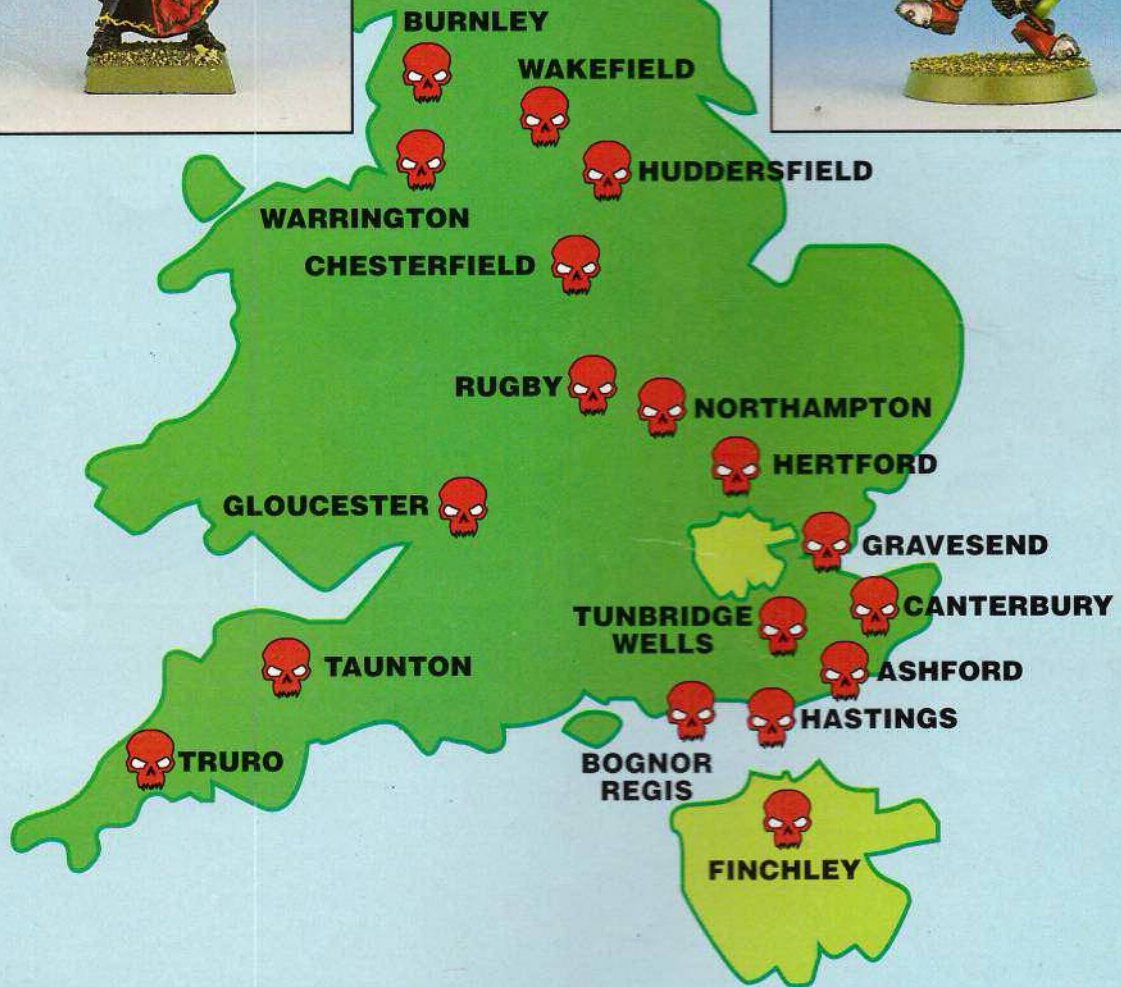 BURNLEY
WAKEFIELD
HUDDERSFIELD
WARRINGTON
CHESTERFIELD
RUGBY
NORTHAMPTON
HERTFORD
GLOUCESTER
GRAVESEND
CANTERBURY
TUNBRIDGE
WELLS
TAUNTON
ASHFORD
HASTINGS
TRURO
BOGNOR
REGIS
FINCHLEY